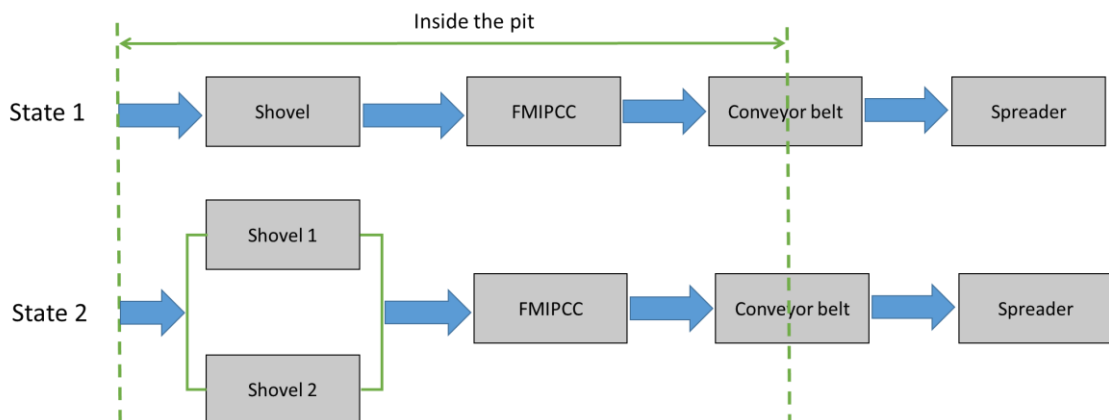 Inside the pit
State 1
Shovel
FMIPCC
Conveyor belt
Spreader
Shovel 1
State 2
FMIPCC
Conveyor belt
Spreader
Shovel 2